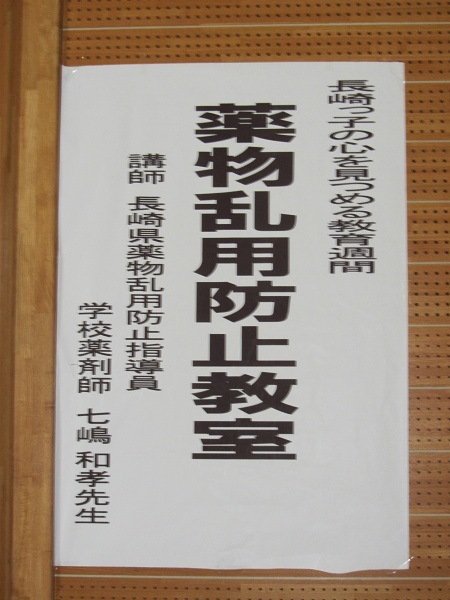 長崎っ子の心を見つめる教育週間
薬物乱用防止教室
講師 長崎県薬物乱用防止指導員
学校薬剤師 七嶋 和孝先生